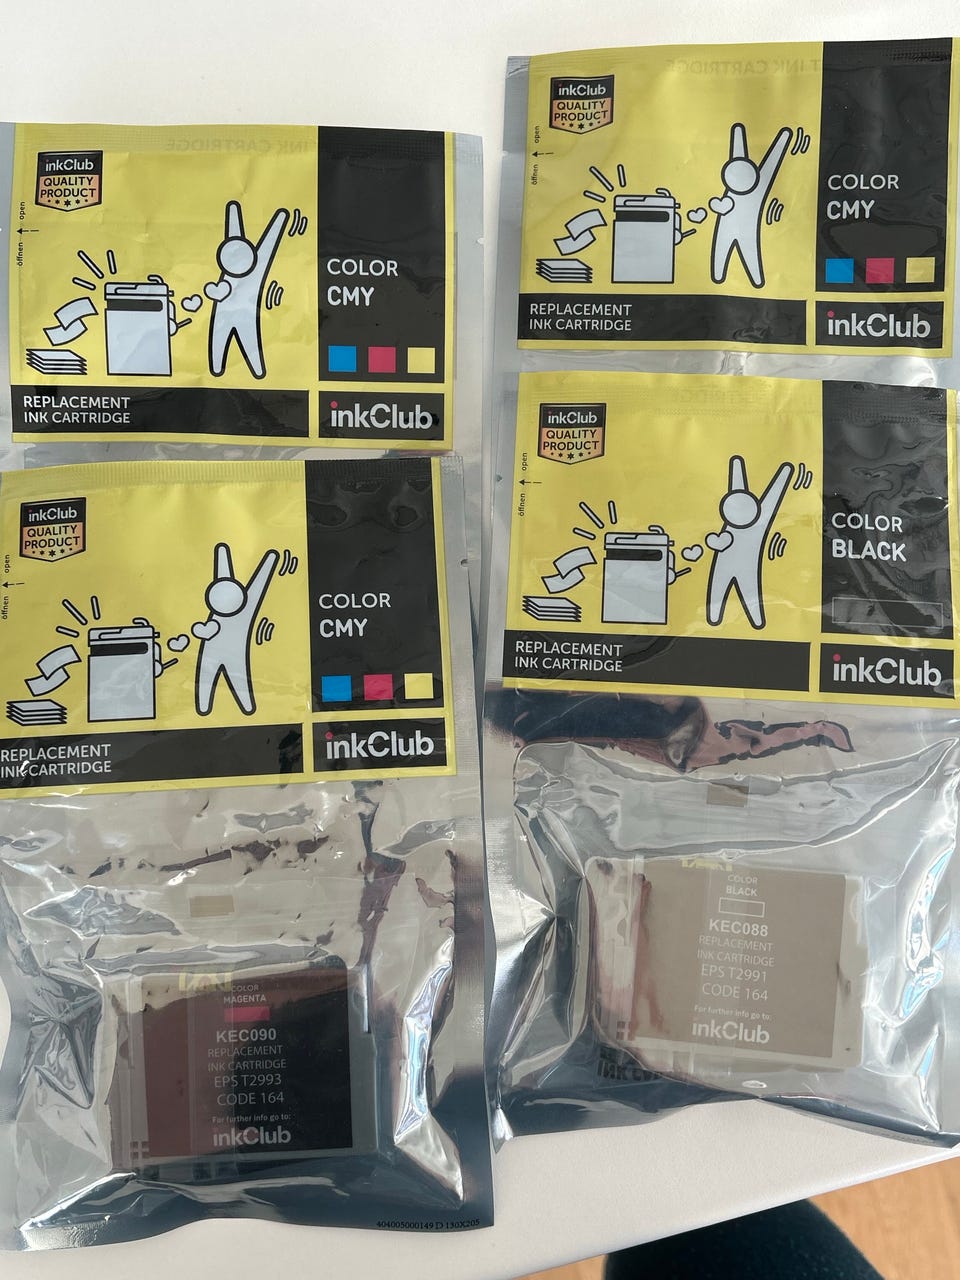 inkClub
QUALITY
PRODUCT
open
öffnen
COLOR
CMY
REPLACEMENT
INK CARTRIDGE
inkClub
inkClub
QUALITY
PRODUCT
open
öffnen
COLOR
CMY
REPLACEMENT
INK CARTRIDGE
inkClub
inkClub
QUALITY
PRODUCT
open
öffnen
COLOR
CMY
REPLACEMENT
INK CARTRIDGE
inkClub
COLOR
MAGENTA
KEC090
REPLACEMENT
INK CARTRIDGE
EPS T2993
CODE 164
For further info go to:
inkClub
404005000149 D 130X205
inkClub
QUALITY
PRODUCT
open
öffnen
COLOR
BLACK
REPLACEMENT
INK CARTRIDGE
inkClub
COLOR
BLACK
KEC088
REPLACEMENT
INK CARTRIDGE
EPS T2991
CODE 164
For further info go to:
inkClub